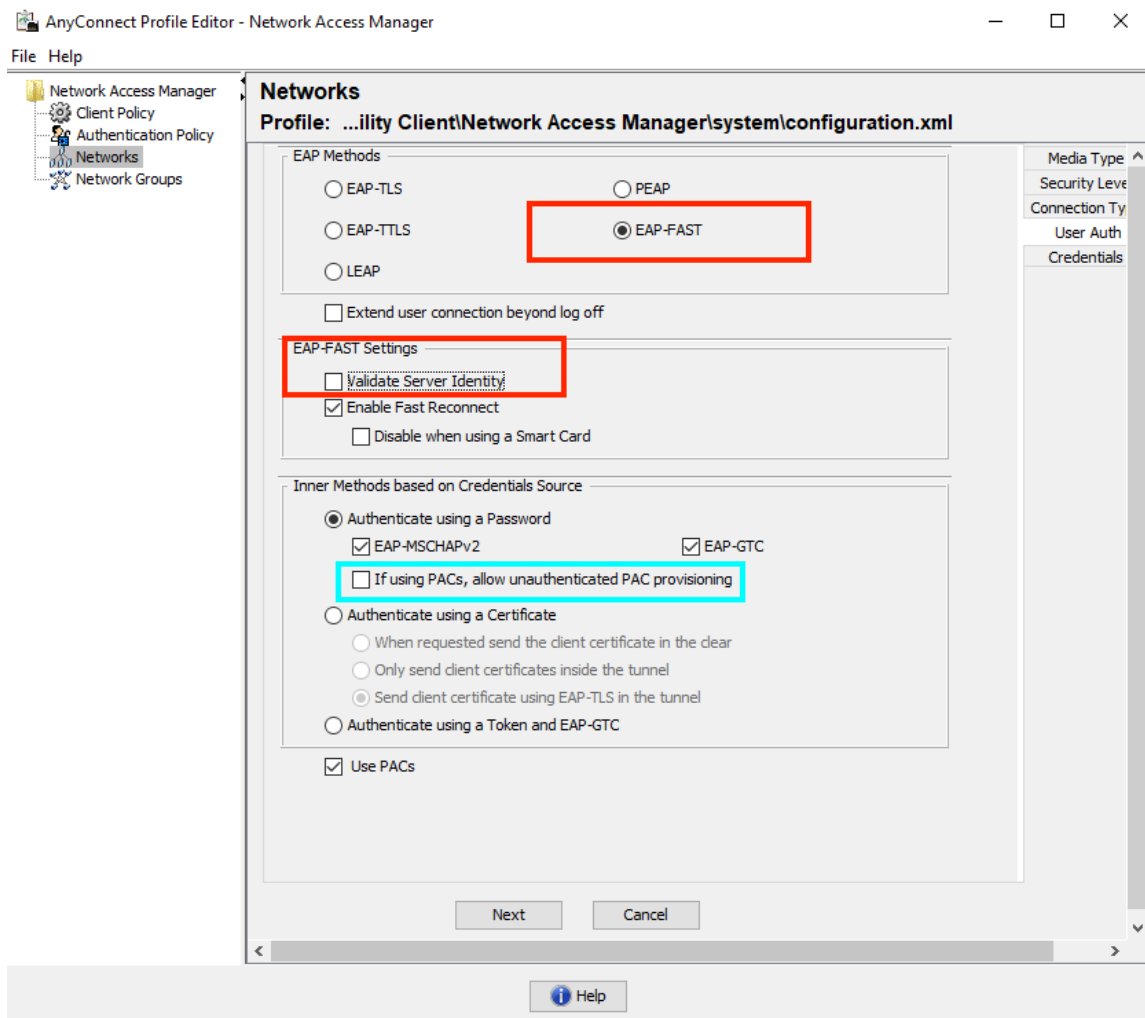 AnyConnect Profile Editor - Network Access Manager
File Help
Network Access Manager
Client Policy
Authentication Policy
Networks
Network Groups
Networks
Profile: ...ility Client\Network Access Manager\system\configuration.xml
EAP Methods
EAP-TLS
PEAP
EAP-TTLS
EAP-FAST
LEAP
Extend user connection beyond log off
EAP-FAST Settings
Validate Server Identity
Enable Fast Reconnect
Disable when using a Smart Card
Inner Methods based on Credentials Source
Authenticate using a Password
EAP-MSCHAPv2
EAP-GTC
If using PACs, allow unauthenticated PAC provisioning
Authenticate using a Certificate
When requested send the client certificate in the clear
Only send client certificates inside the tunnel
Send client certificate using EAP-TLS in the tunnel
Authenticate using a Token and EAP-GTC
Use PACs
Media Type
Security Leve
Connection Ty
User Auth
Credentials
Next
Cancel
Help